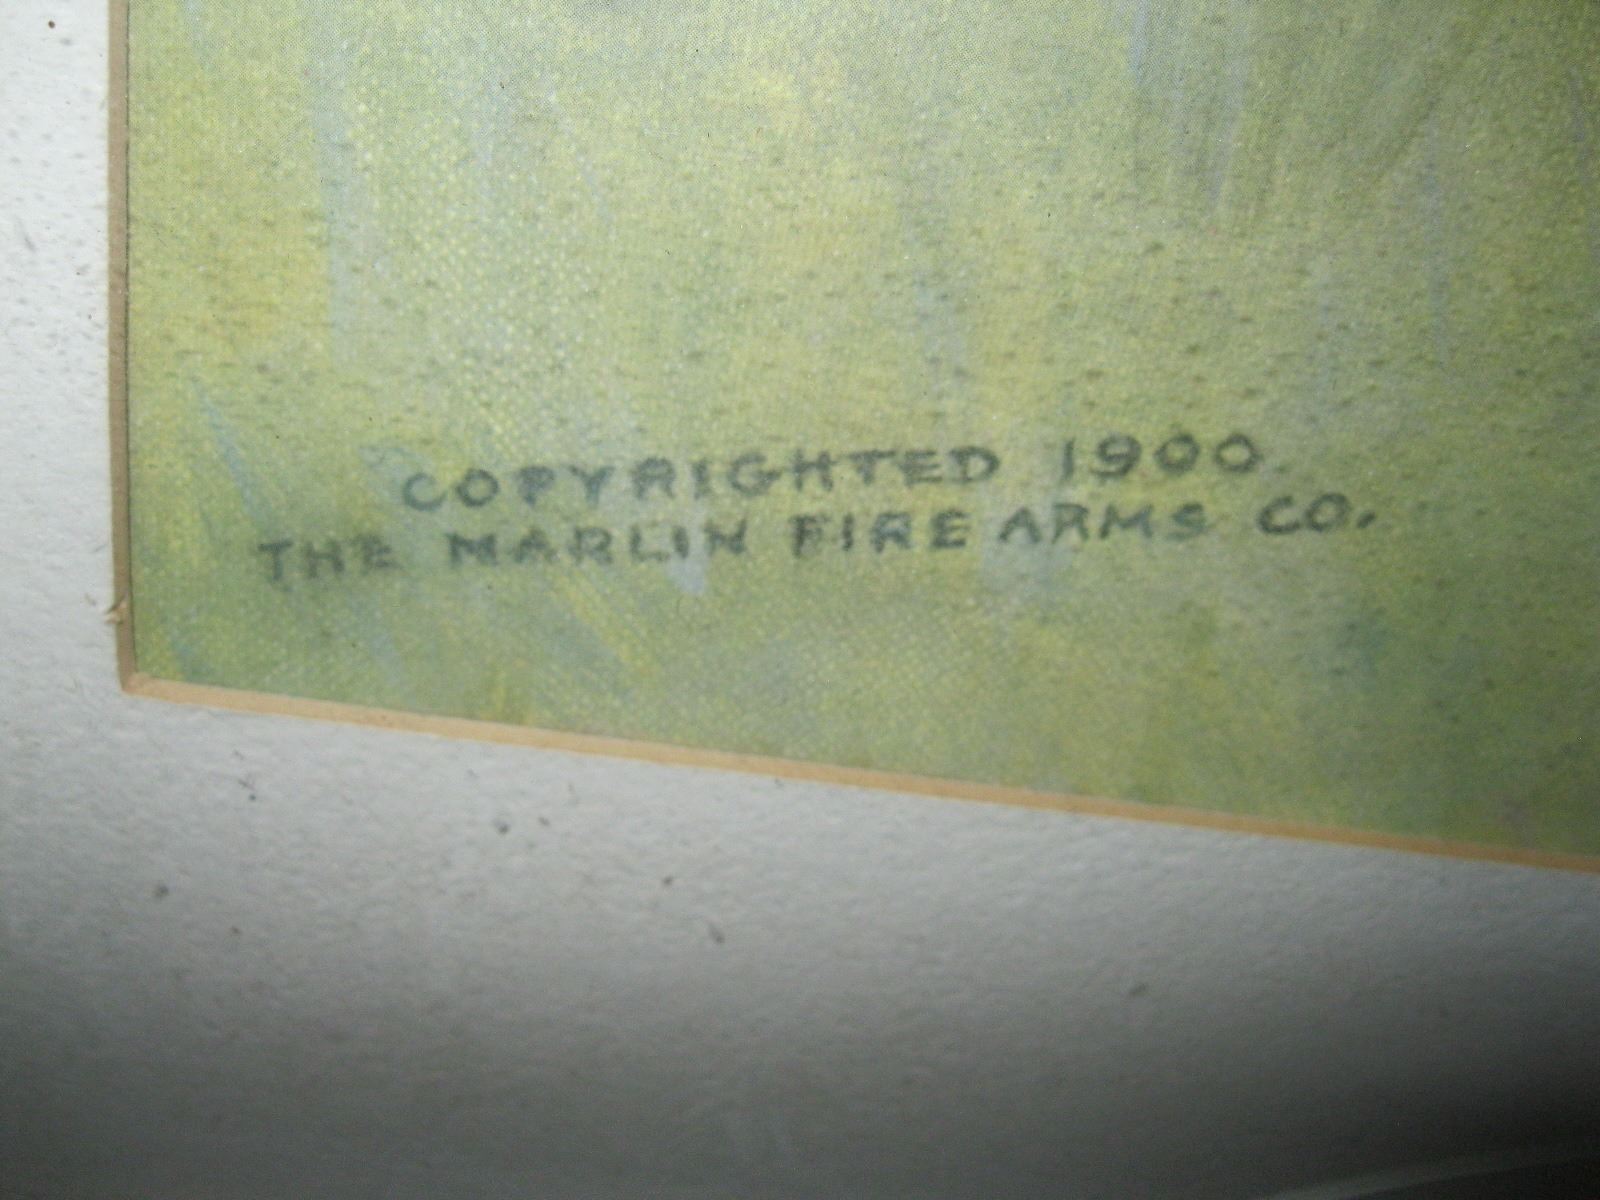 COPYRIGHTED 1900
THE MARLIN FIRE ARMS CO.